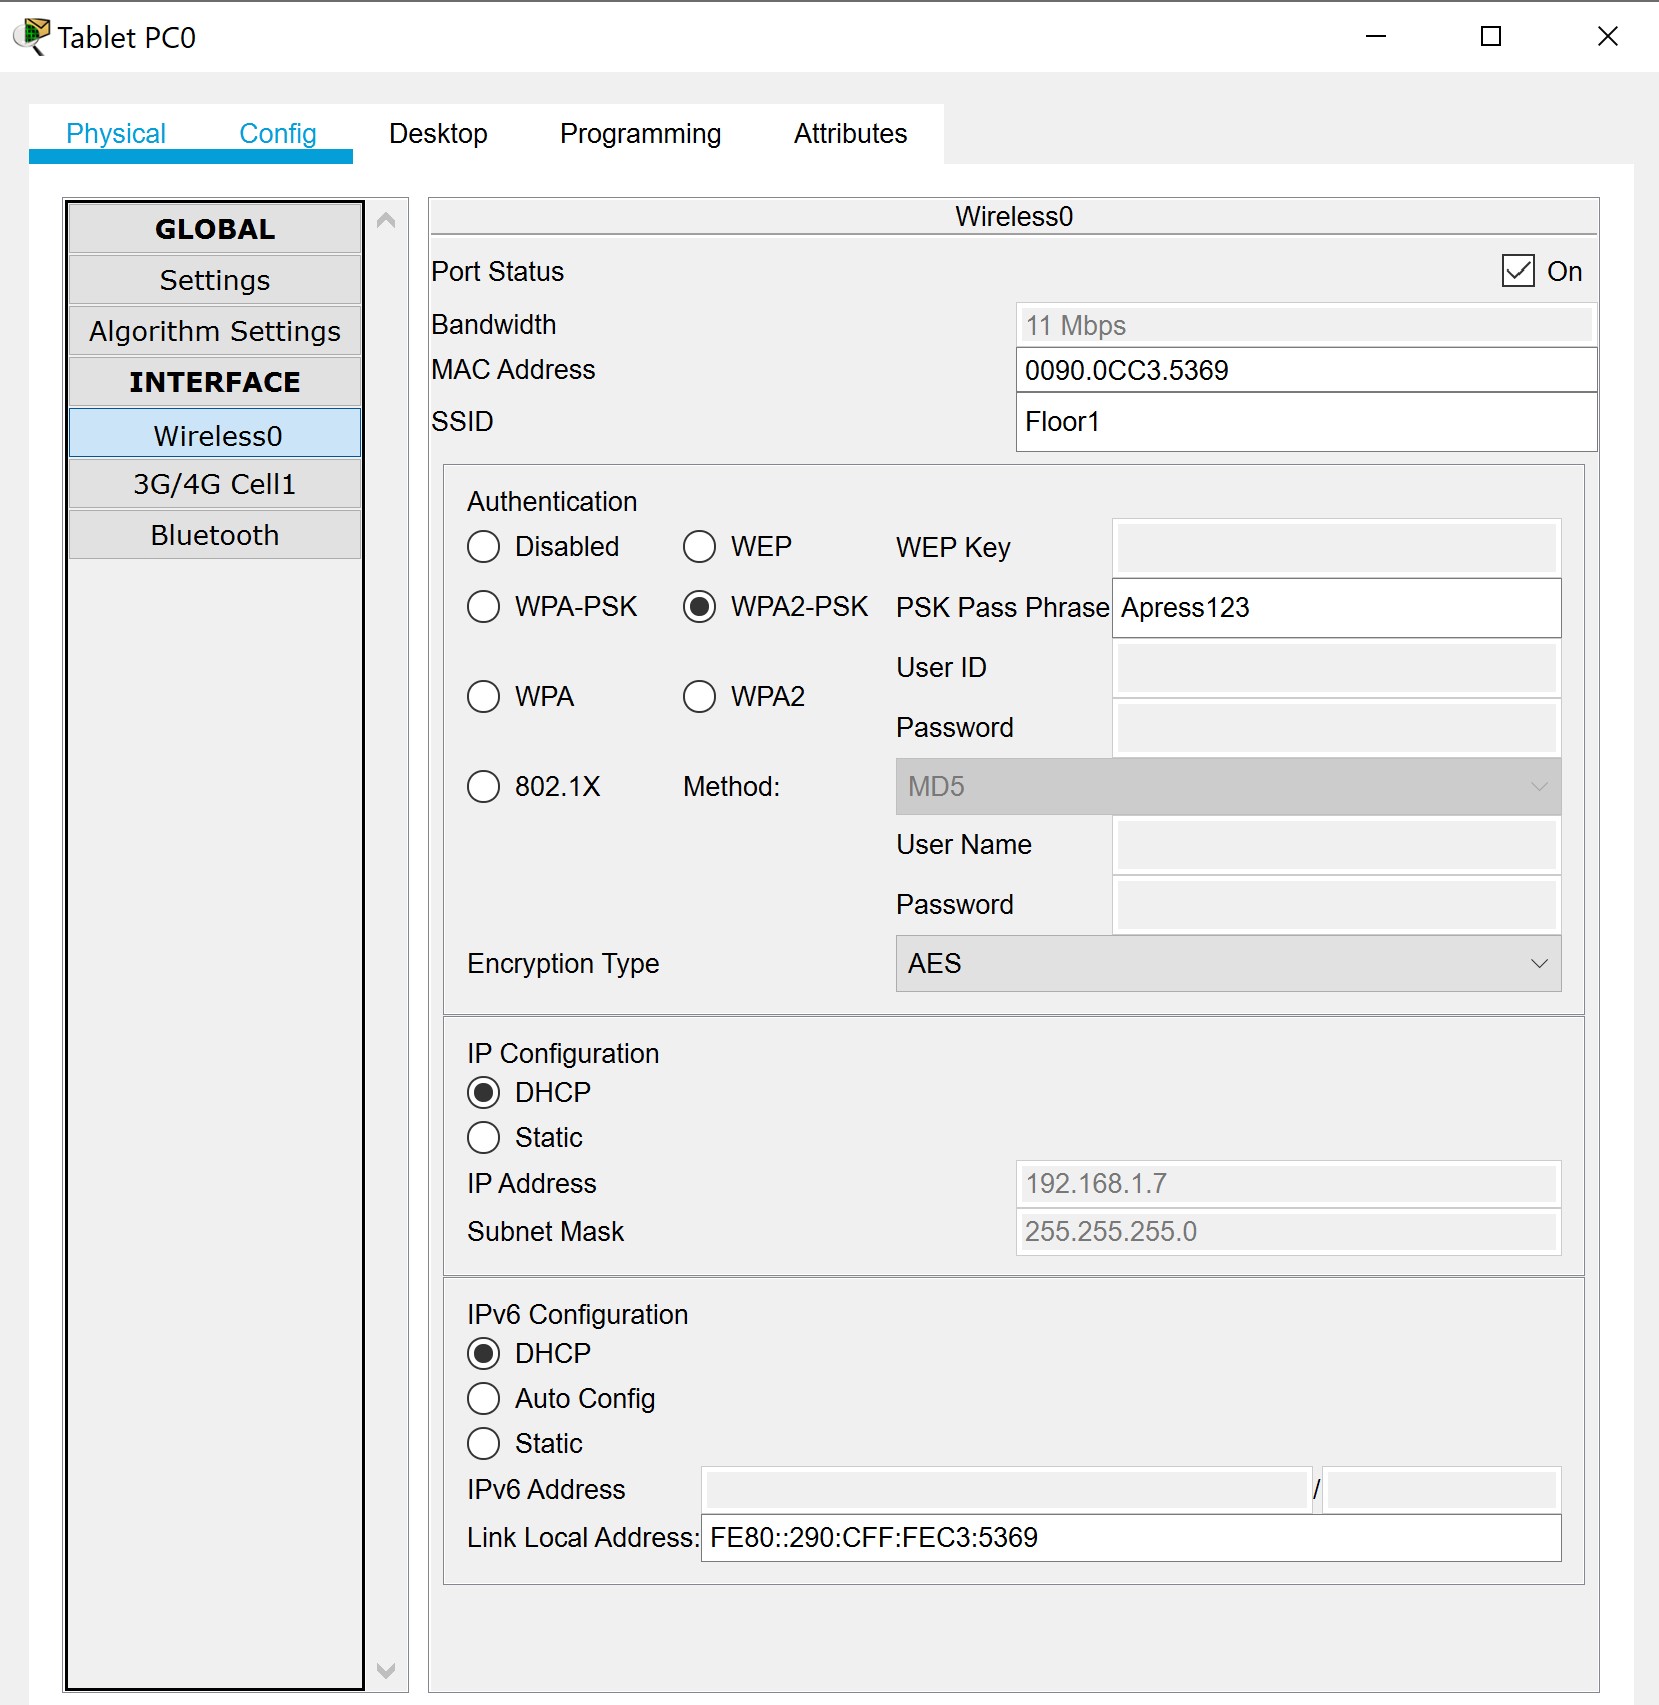 Tablet PC0
Physical Config Desktop Programming Attributes
GLOBAL
Settings
Algorithm Settings
INTERFACE
Wireless0
3G/4G Cell1
Bluetooth
Wireless0
Port Status On
Bandwidth 11 Mbps
MAC Address 0090.0CC3.5369
SSID Floor1
Authentication
Disabled WEP WEP Key
WPA-PSK WPA2-PSK PSK Pass Phrase Apress123
User ID
WPA WPA2
Password
802.1X Method: MD5
User Name
Password
Encryption Type AES
IP Configuration
DHCP
Static
IP Address 192.168.1.7
Subnet Mask 255.255.255.0
IPv6 Configuration
DHCP
Auto Config
Static
IPv6 Address /
Link Local Address: FE80::290:CFF:FEC3:5369